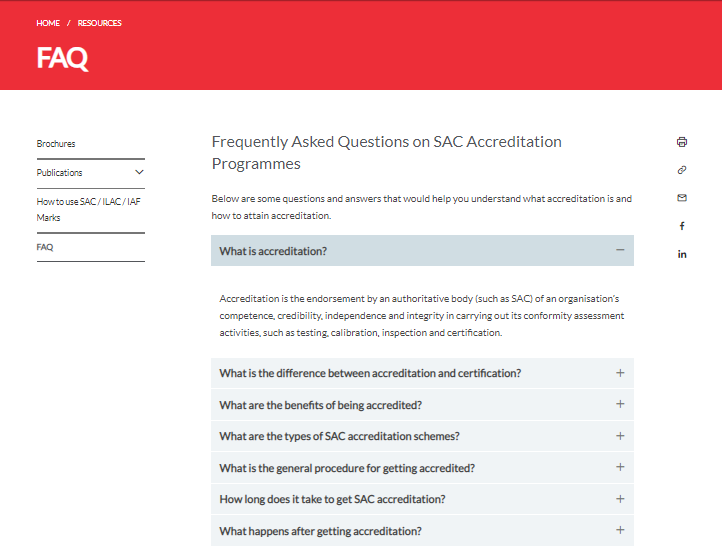 HOME / RESOURCES
FAQ
Brochures
Publications
How to use SAC / ILAC / IAF
Marks
FAQ
Frequently Asked Questions on SAC Accreditation
Programmes
Below are some questions and answers that would help you understand what accreditation is and
how to attain accreditation.
What is accreditation?
Accreditation is the endorsement by an authoritative body (such as SAC) of an organisation's
competence, credibility, independence and integrity in carrying out its conformity assessment
activities, such as testing, calibration, inspection and certification.
What is the difference between accreditation and certification?
What are the benefits of being accredited?
What are the types of SAC accreditation schemes?
What is the general procedure for getting accredited?
How long does it take to get SAC accreditation?
What happens after getting accreditation?